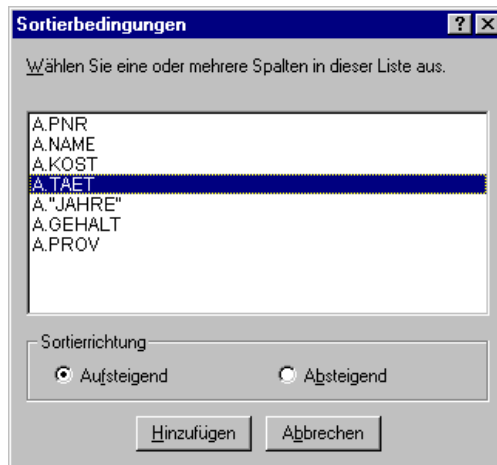 Sortierbedingungen
Wählen Sie eine oder mehrere Spalten in dieser Liste aus.
A.PNR
A.NAME
A.KOST
A.TAET
A."JAHRE"
A.GEHALT
A.PROV
Sortierrichtung
Aufsteigend Absteigend
Hinzufügen Abbrechen